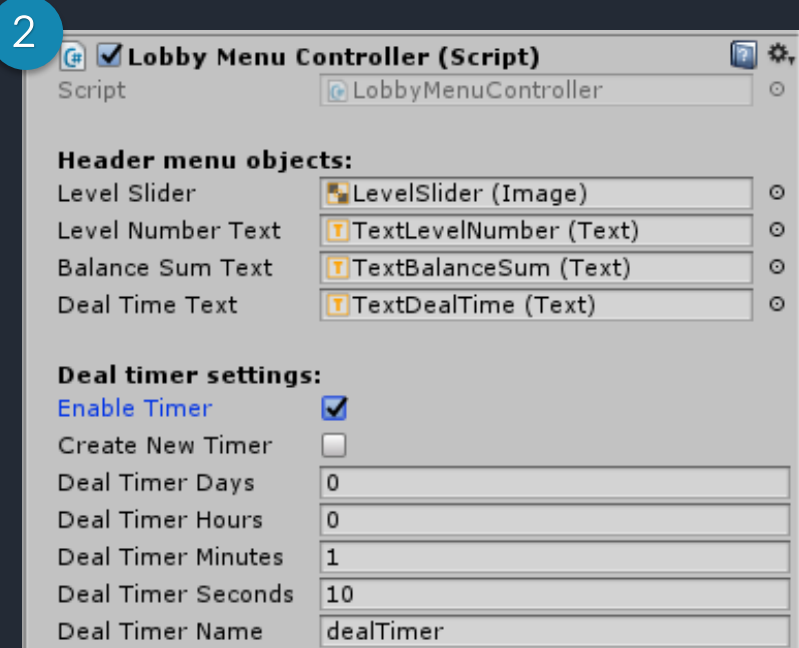 2
Lobby Menu Controller (Script)
Script LobbyMenuController
Header menu objects:
Level Slider LevelSlider (Image)
Level Number Text TextLevelNumber (Text)
Balance Sum Text TextBalanceSum (Text)
Deal Time Text TextDealTime (Text)
Deal timer settings:
Enable Timer
Create New Timer
Deal Timer Days 0
Deal Timer Hours 0
Deal Timer Minutes 1
Deal Timer Seconds 10
Deal Timer Name dealTimer